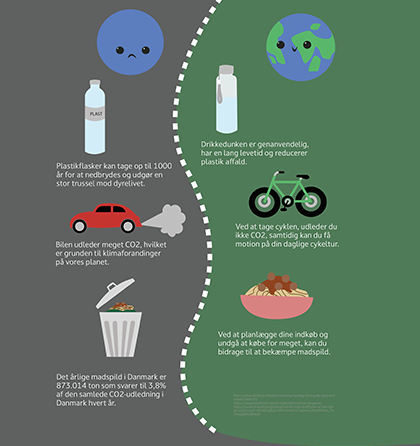 PLAST
Plastikflasker kan tage op til 1000
år for at nedbrydes og udgør en
stor trussel mod dyrelivet.
Bilen udleder meget CO2, hvilket
er grunden til klimaforandinger
på vores planet.
Det årlige madspild i Danmark er
873.014 ton som svarer til 3,8%
af den samlede CO2-udledning i
Danmark hvert år.
Drikkedunken er genanvendelig,
har en lang levetid og reducerer
plastik affald.
Ved at tage cyklen, udleder du
ikke CO2, samtidig kan du få
motion på din daglige cykeltur.
Ved at planlægge dine indkøb og
undgå at købe for meget, kan du
bidrage til at bekæmpe madspild.